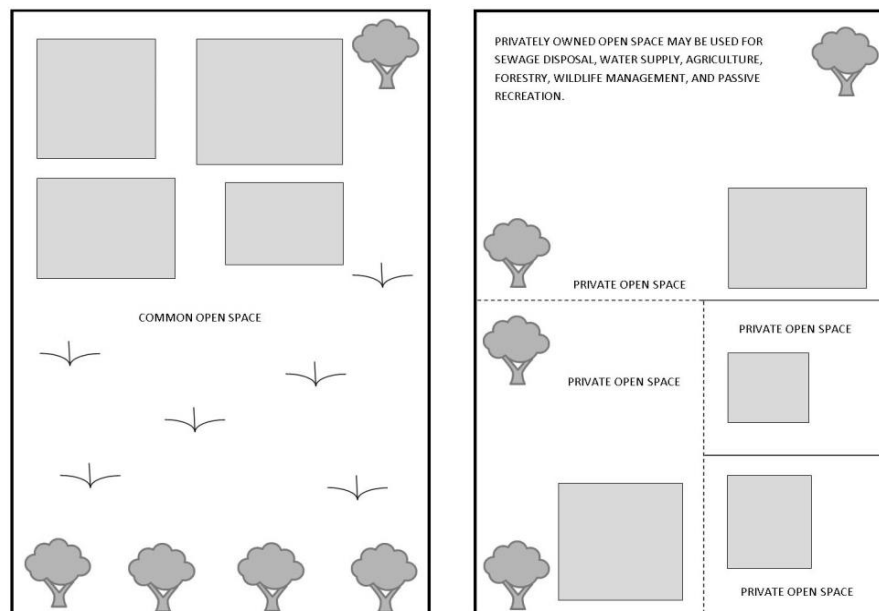 COMMON OPEN SPACE
PRIVATELY OWNED OPEN SPACE MAY BE USED FOR
SEWAGE DISPOSAL, WATER SUPPLY, AGRICULTURE,
FORESTRY, WILDLIFE MANAGEMENT, AND PASSIVE
RECREATION.
PRIVATE OPEN SPACE
PRIVATE OPEN SPACE
PRIVATE OPEN SPACE
PRIVATE OPEN SPACE